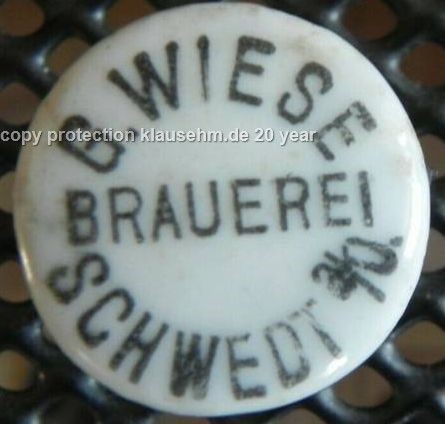 G. WIESE
copy protection klausehm.de 20 year
BRAUEREI
SCHWEDT a/O.